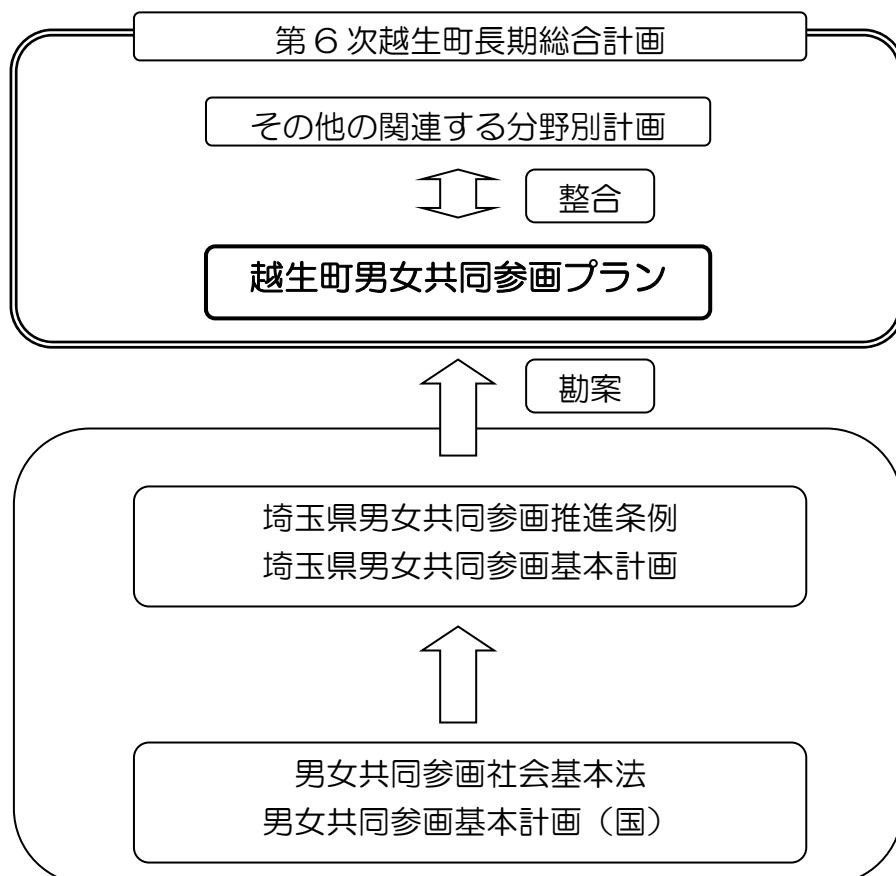 第6次越生町長期総合計画
その他の関連する分野別計画
整合
越生町男女共同参画プラン
勘案
埼玉県男女共同参画推進条例
埼玉県男女共同参画基本計画
男女共同参画社会基本法
男女共同参画基本計画（国）